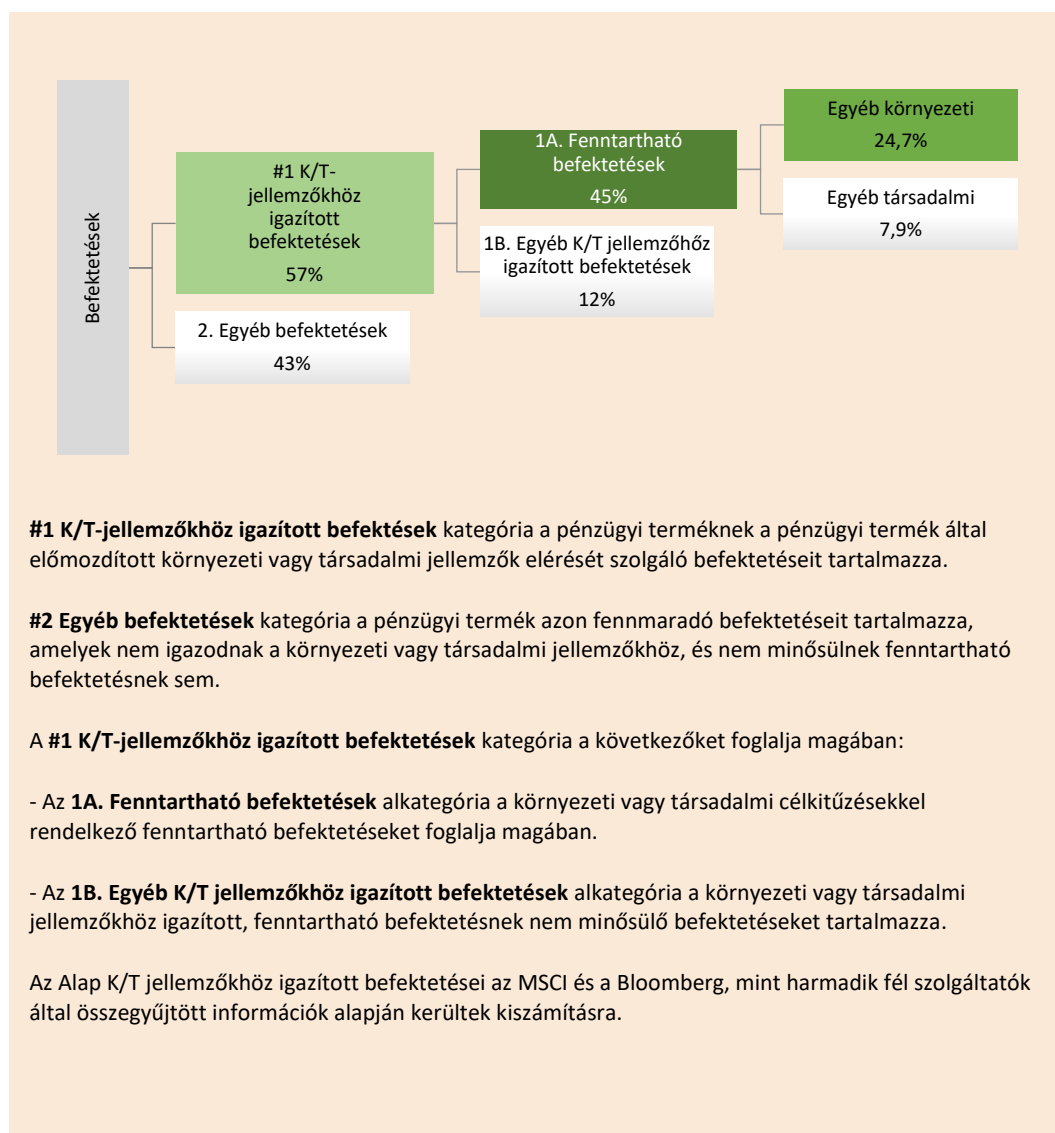 Befektetések
#1 K/T-
jellemzőkhöz
igazított
befektetések
57%
2. Egyéb befektetések
43%
1A. Fenntartható
befektetések
45%
1B. Egyéb K/T jellemzőhőz
igazított befektetések
12%
Egyéb környezeti
24,7%
Egyéb társadalmi
7,9%
#1 K/T-jellemzőkhöz igazított befektések kategória a pénzügyi terméknek a pénzügyi termék által
előmozdított környezeti vagy társadalmi jellemzők elérését szolgáló befektetéseit tartalmazza.
#2 Egyéb befektetések kategória a pénzügyi termék azon fennmaradó befektetéseit tartalmazza,
amelyek nem igazodnak a környezeti vagy társadalmi jellemzőkhöz, és nem minősülnek fenntartható
befektetésnek sem.
A #1 K/T-jellemzőkhöz igazított befektetések kategória a következőket foglalja magában:
- Az 1A. Fenntartható befektetések alkategória a környezeti vagy társadalmi célkitűzésekkel
rendelkező fenntartható befektetéseket foglalja magában.
- Az 1B. Egyéb K/T jellemzőkhöz igazított befektetések alkategória a környezeti vagy társadalmi
jellemzőkhöz igazított, fenntartható befektetésnek nem minősülő befektetéseket tartalmazza.
Az Alap K/T jellemzőkhöz igazított befektetései az MSCI és a Bloomberg, mint harmadik fél szolgáltatók
által összegyűjtött információk alapján kerültek kiszámításra.